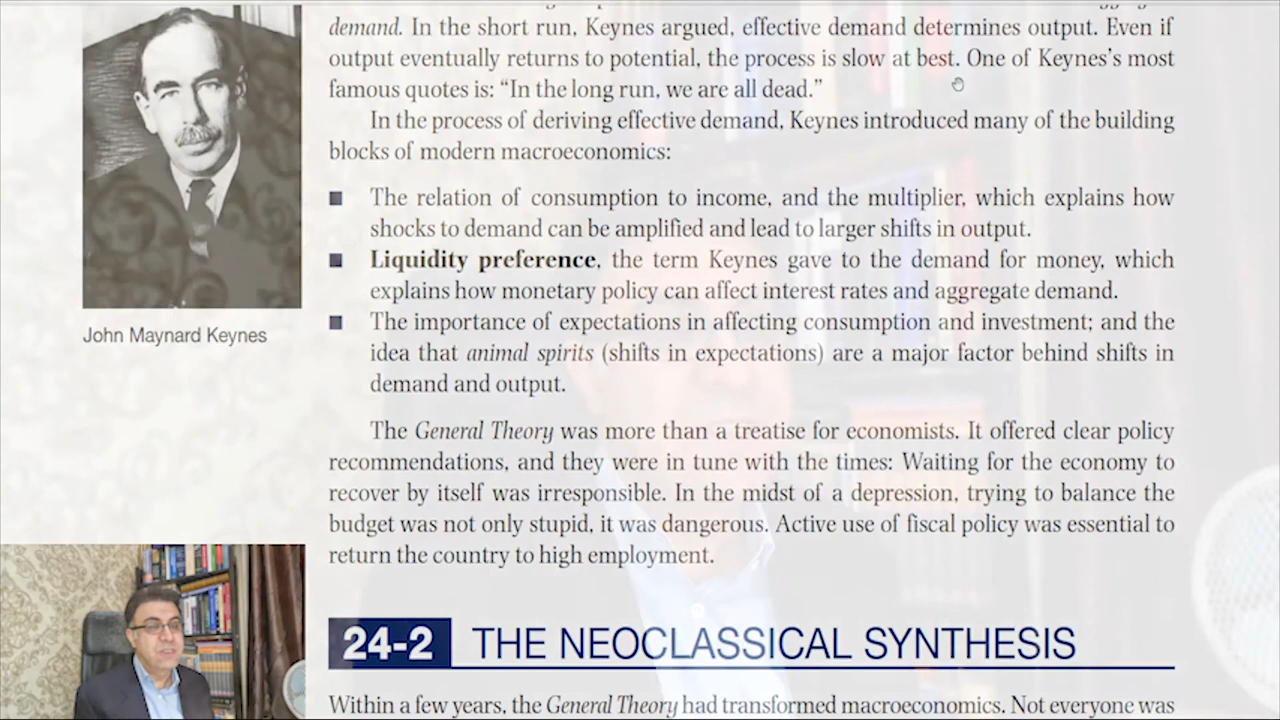 demand. In the short run, Keynes argued, effective demand determines output. Even if
output eventually returns to potential, the process is slow at best. One of Keynes’s most
famous quotes is: “In the long run, we are all dead.”
In the process of deriving effective demand, Keynes introduced many of the building
blocks of modern macroeconomics:
■ The relation of consumption to income, and the multiplier, which explains how
shocks to demand can be amplified and lead to larger shifts in output.
■ Liquidity preference, the term Keynes gave to the demand for money, which
explains how monetary policy can affect interest rates and aggregate demand.
■ The importance of expectations in affecting consumption and investment; and the
idea that animal spirits (shifts in expectations) are a major factor behind shifts in
demand and output.
John Maynard Keynes
The General Theory was more than a treatise for economists. It offered clear policy
recommendations, and they were in tune with the times: Waiting for the economy to
recover by itself was irresponsible. In the midst of a depression, trying to balance the
budget was not only stupid, it was dangerous. Active use of fiscal policy was essential to
return the country to high employment.
24-2 THE NEOCLASSICAL SYNTHESIS
Within a few years, the General Theory had transformed macroeconomics. Not everyone was